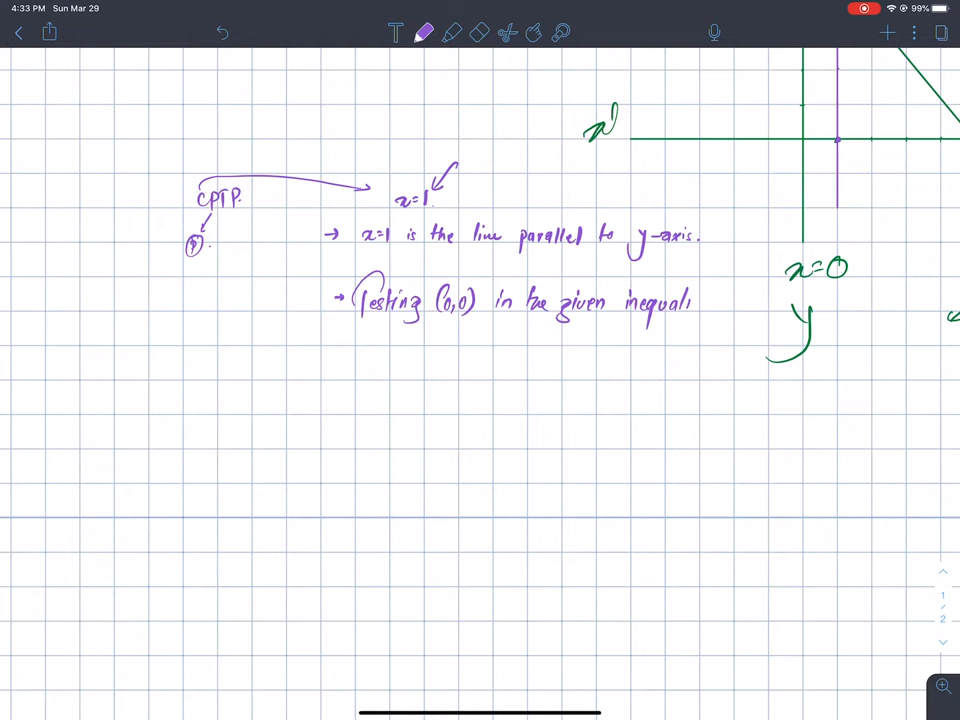 4:33 PM Sun Mar 29
99%
T
x'
CPTP.
x=1
→ x=1 is the line parallel to y-axis.
x=0
→ Testing (0,0) in the given inequali
y
1
/
2